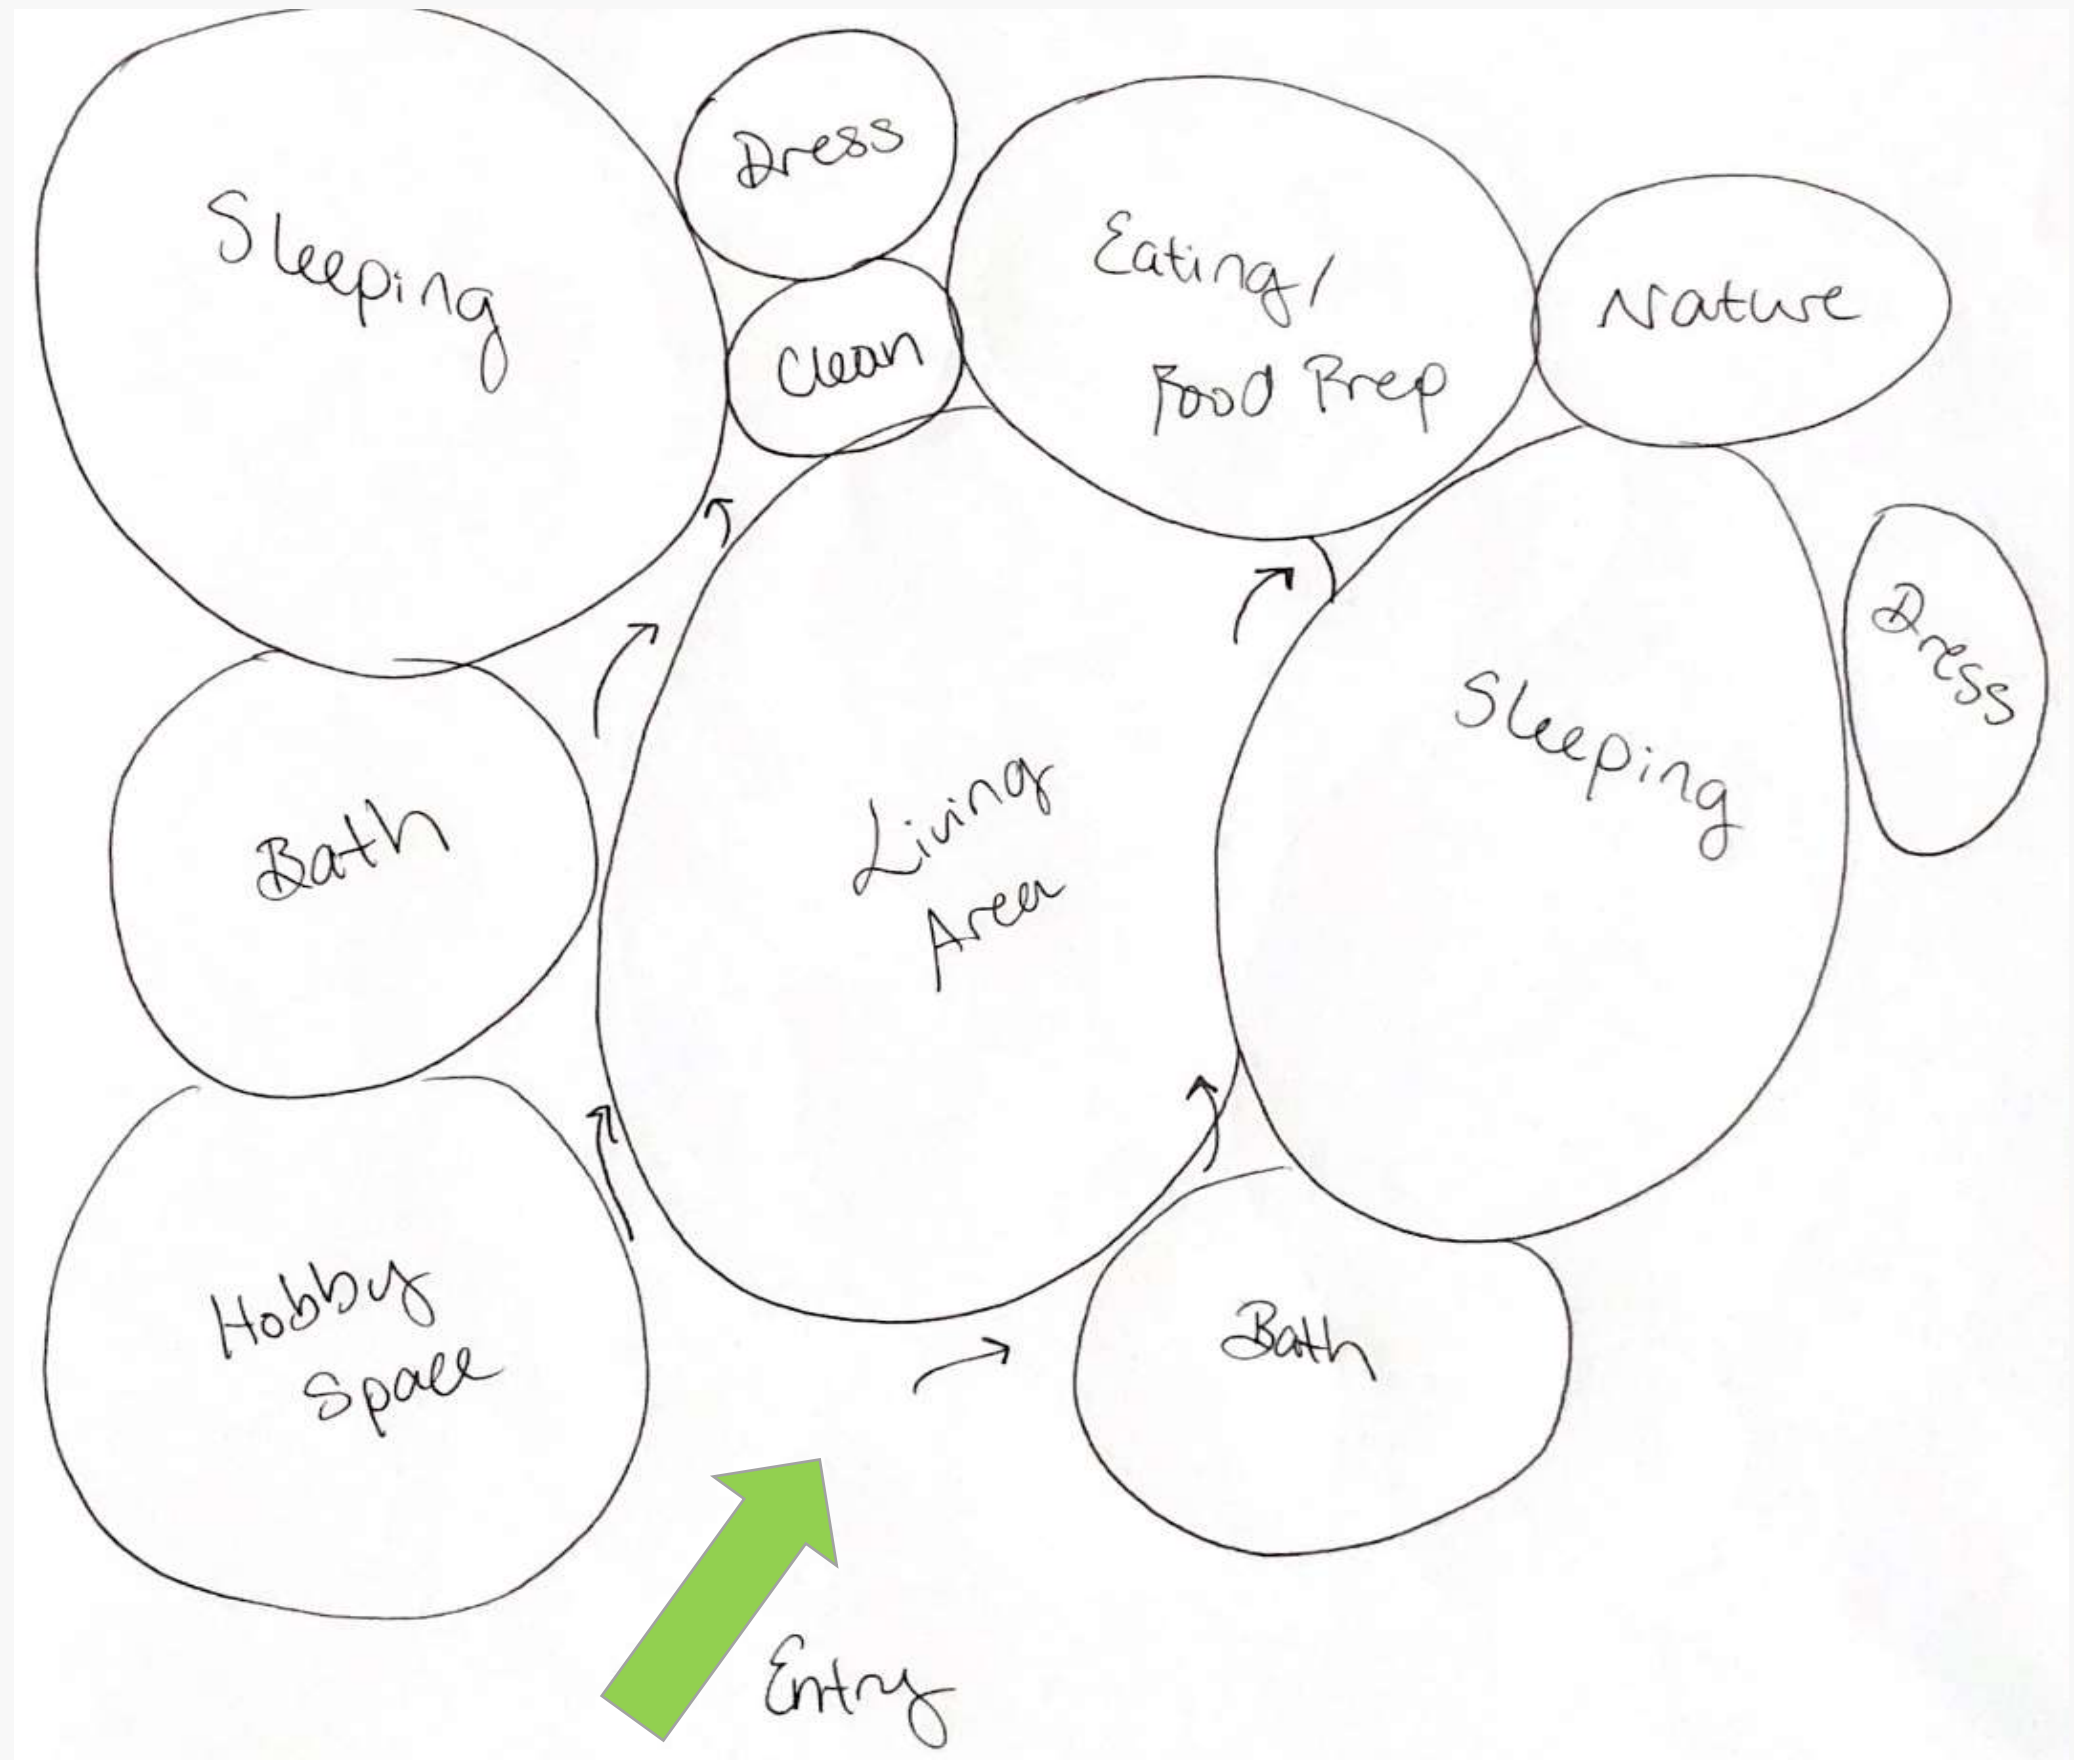 Dress
Sleeping
Eating/
Food Prep
Nature
Clean
Dress
Sleeping
Living
Area
Bath
Hobby
Space
Bath
Entry